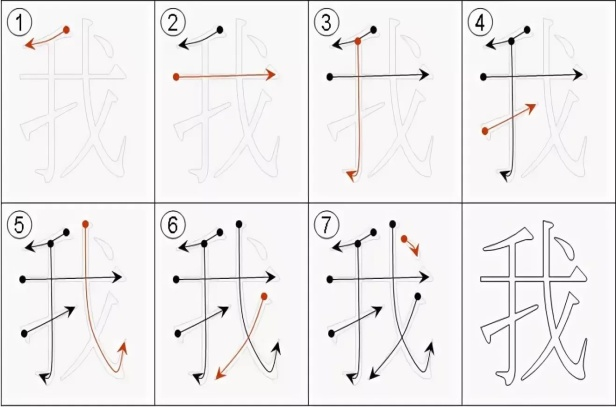 ① ② ③ ④
⑤ ⑥ ⑦ 我